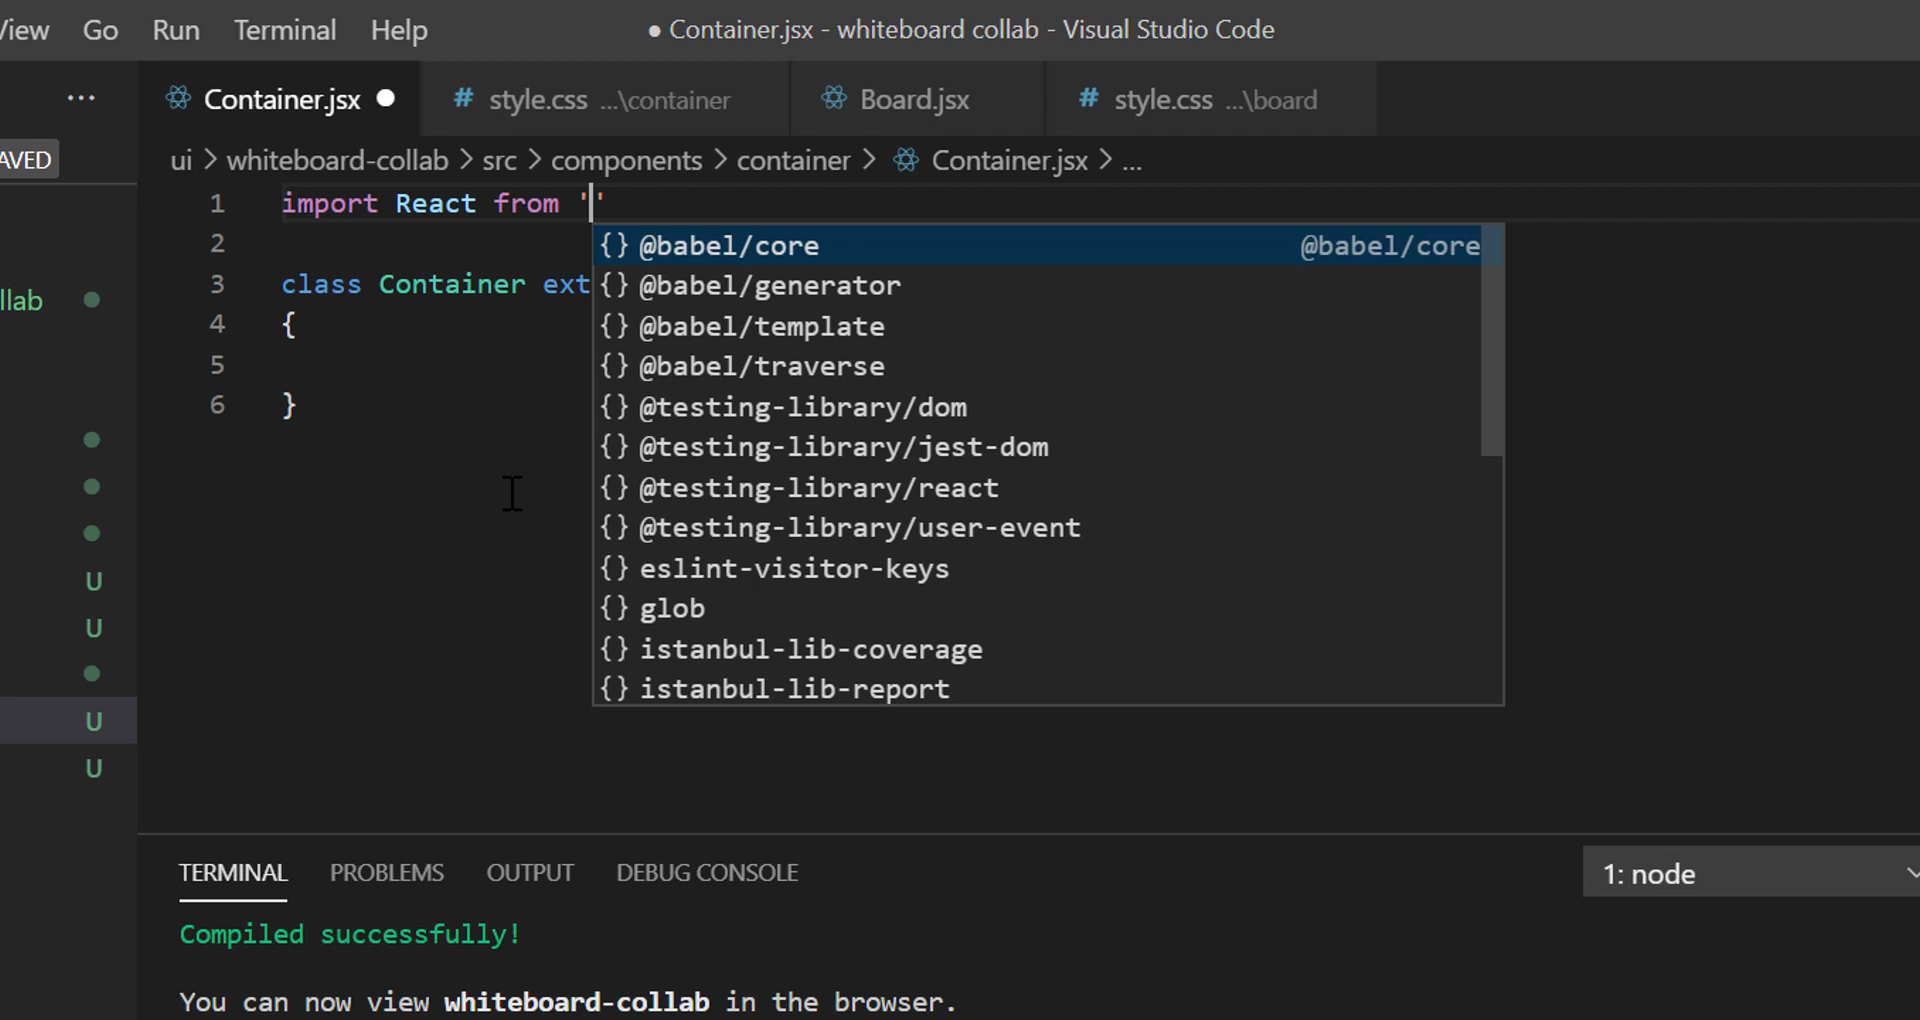 View Go Run Terminal Help ● Container.jsx - whiteboard collab - Visual Studio Code
... Container.jsx ● # style.css ...\container Board.jsx # style.css ...\board
AVED
ui > whiteboard-collab > src > components > container > Container.jsx > ...
1 import React from ''
2
3 class Container ext
4 {
5
6 }
{} @babel/core @babel/core
{} @babel/generator
{} @babel/template
{} @babel/traverse
{} @testing-library/dom
{} @testing-library/jest-dom
{} @testing-library/react
{} @testing-library/user-event
{} eslint-visitor-keys
{} glob
{} istanbul-lib-coverage
{} istanbul-lib-report
llab
U
U
U
U
TERMINAL PROBLEMS OUTPUT DEBUG CONSOLE 1: node
Compiled successfully!
You can now view whiteboard-collab in the browser.